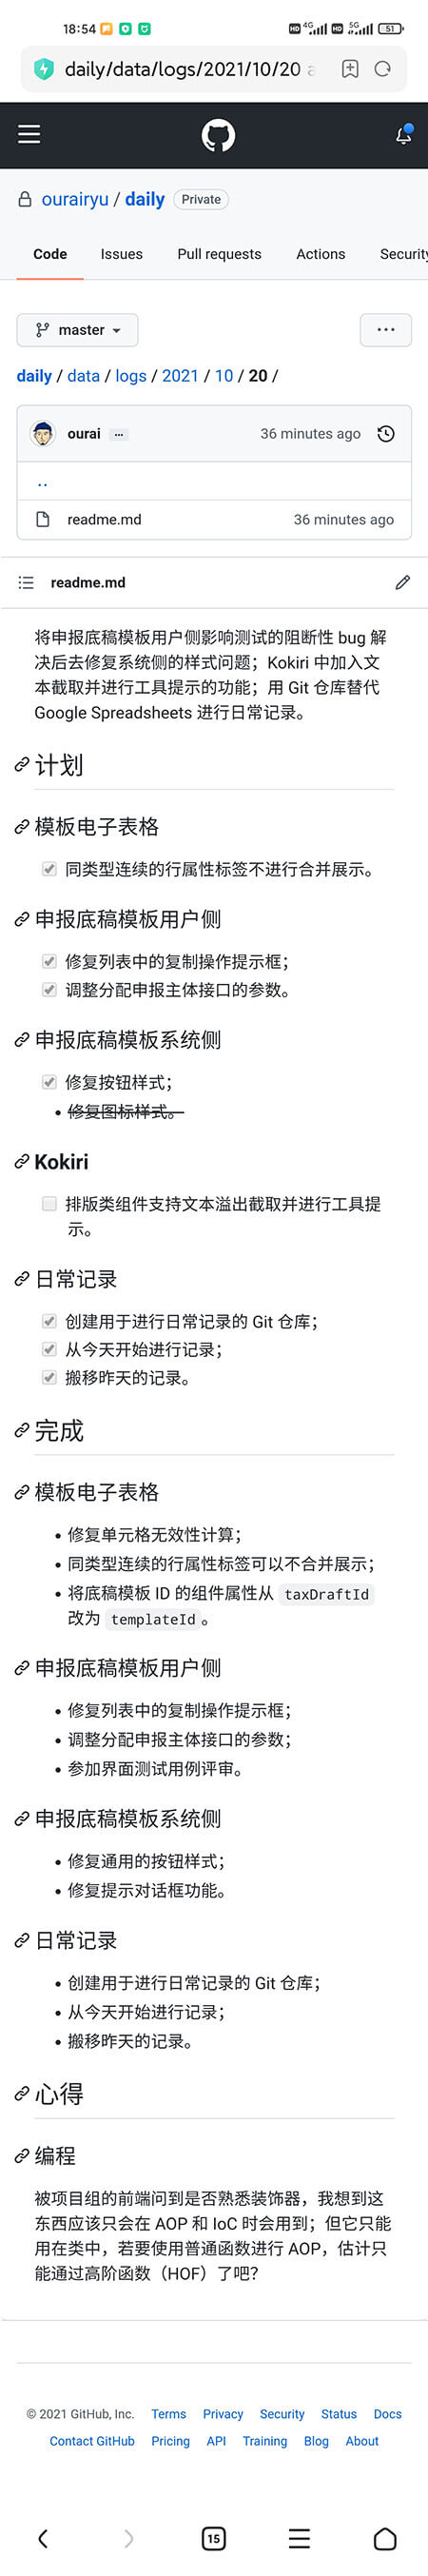 18:54 HD 4G HD 5G 51
daily/data/logs/2021/10/20
ourairyu / daily Private
Code Issues Pull requests Actions Security
master
daily / data / logs / 2021 / 10 / 20 /
ourai 36 minutes ago
..
readme.md 36 minutes ago
readme.md
将申报底稿模板用户侧影响测试的阻断性 bug 解
决后去修复系统侧的样式问题；Kokiri 中加入文
本截取并进行工具提示的功能；用 Git 仓库替代
Google Spreadsheets 进行日常记录。
计划
模板电子表格
同类型连续的行属性标签不进行合并展示。
申报底稿模板用户侧
修复列表中的复制操作提示框；
调整分配申报主体接口的参数。
申报底稿模板系统侧
修复按钮样式；
修复图标样式。
Kokiri
排版类组件支持文本溢出截取并进行工具提
示。
日常记录
创建用于进行日常记录的 Git 仓库；
从今天开始进行记录；
搬移昨天的记录。
完成
模板电子表格
修复单元格无效性计算；
同类型连续的行属性标签可以不合并展示；
将底稿模板 ID 的组件属性从 taxDraftId
改为 templateId 。
申报底稿模板用户侧
修复列表中的复制操作提示框；
调整分配申报主体接口的参数；
参加界面测试用例评审。
申报底稿模板系统侧
修复通用的按钮样式；
修复提示对话框功能。
日常记录
创建用于进行日常记录的 Git 仓库；
从今天开始进行记录；
搬移昨天的记录。
心得
编程
被项目组的前端问到是否熟悉装饰器，我想到这
东西应该只会在 AOP 和 IoC 时会用到；但它只能
用在类中，若要使用普通函数进行 AOP，估计只
能通过高阶函数（HOF）了吧？
© 2021 GitHub, Inc. Terms Privacy Security Status Docs
Contact GitHub Pricing API Training Blog About
15